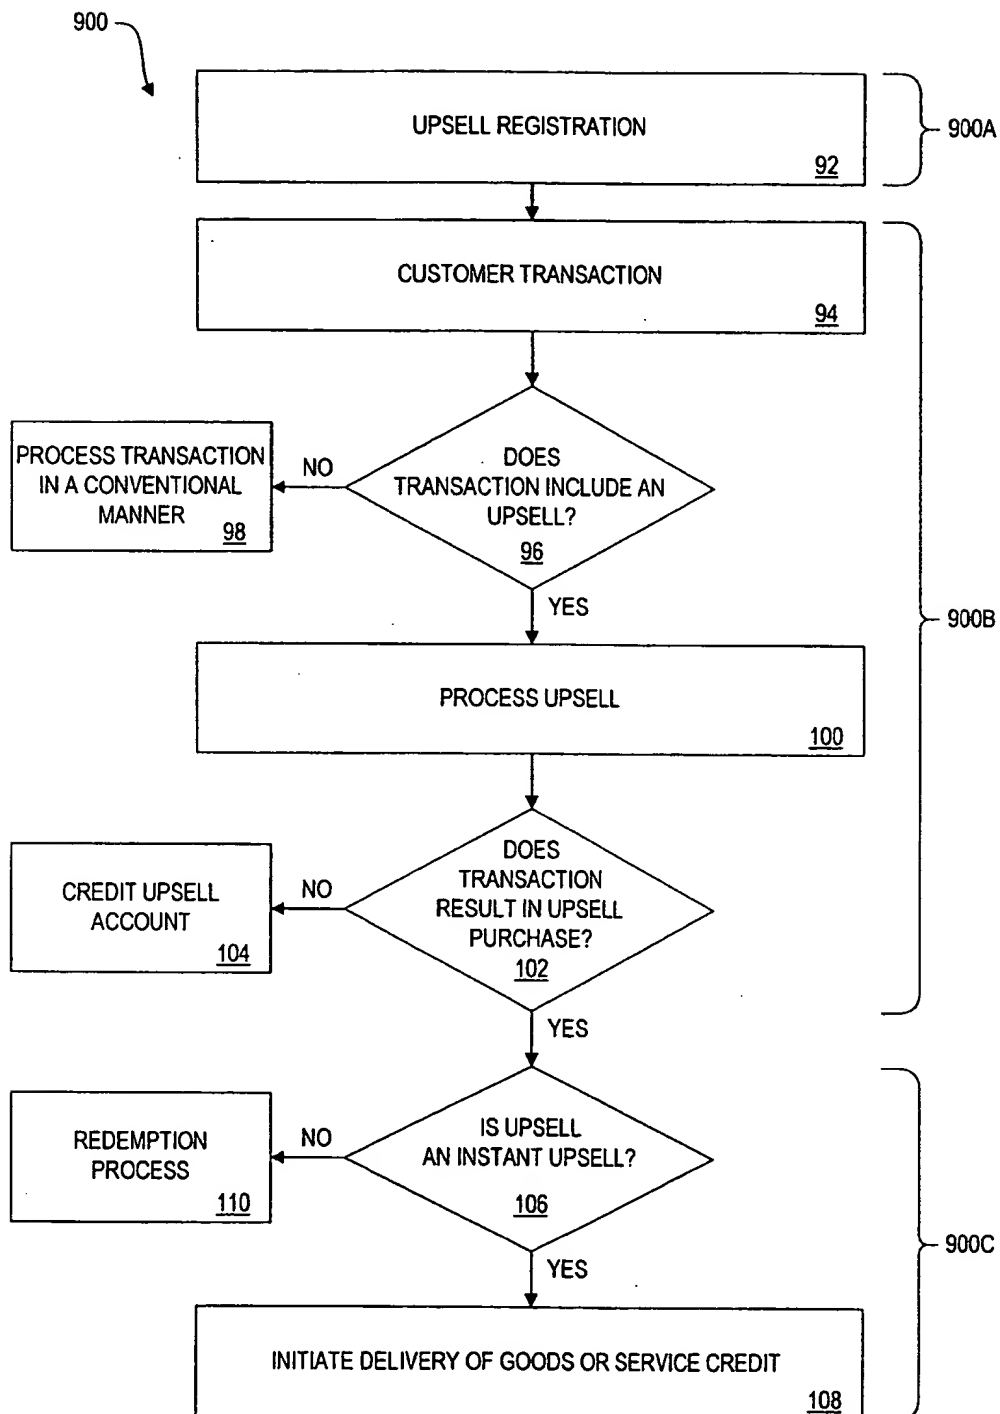 900
UPSELL REGISTRATION
92
900A
CUSTOMER TRANSACTION
94
PROCESS TRANSACTION
IN A CONVENTIONAL
MANNER
98
NO
DOES
TRANSACTION INCLUDE AN
UPSELL?
96
YES
900B
PROCESS UPSELL
100
CREDIT UPSELL
ACCOUNT
104
NO
DOES
TRANSACTION
RESULT IN UPSELL
PURCHASE?
102
YES
REDEMPTION
PROCESS
110
NO
IS UPSELL
AN INSTANT UPSELL?
106
YES
900C
INITIATE DELIVERY OF GOODS OR SERVICE CREDIT
108